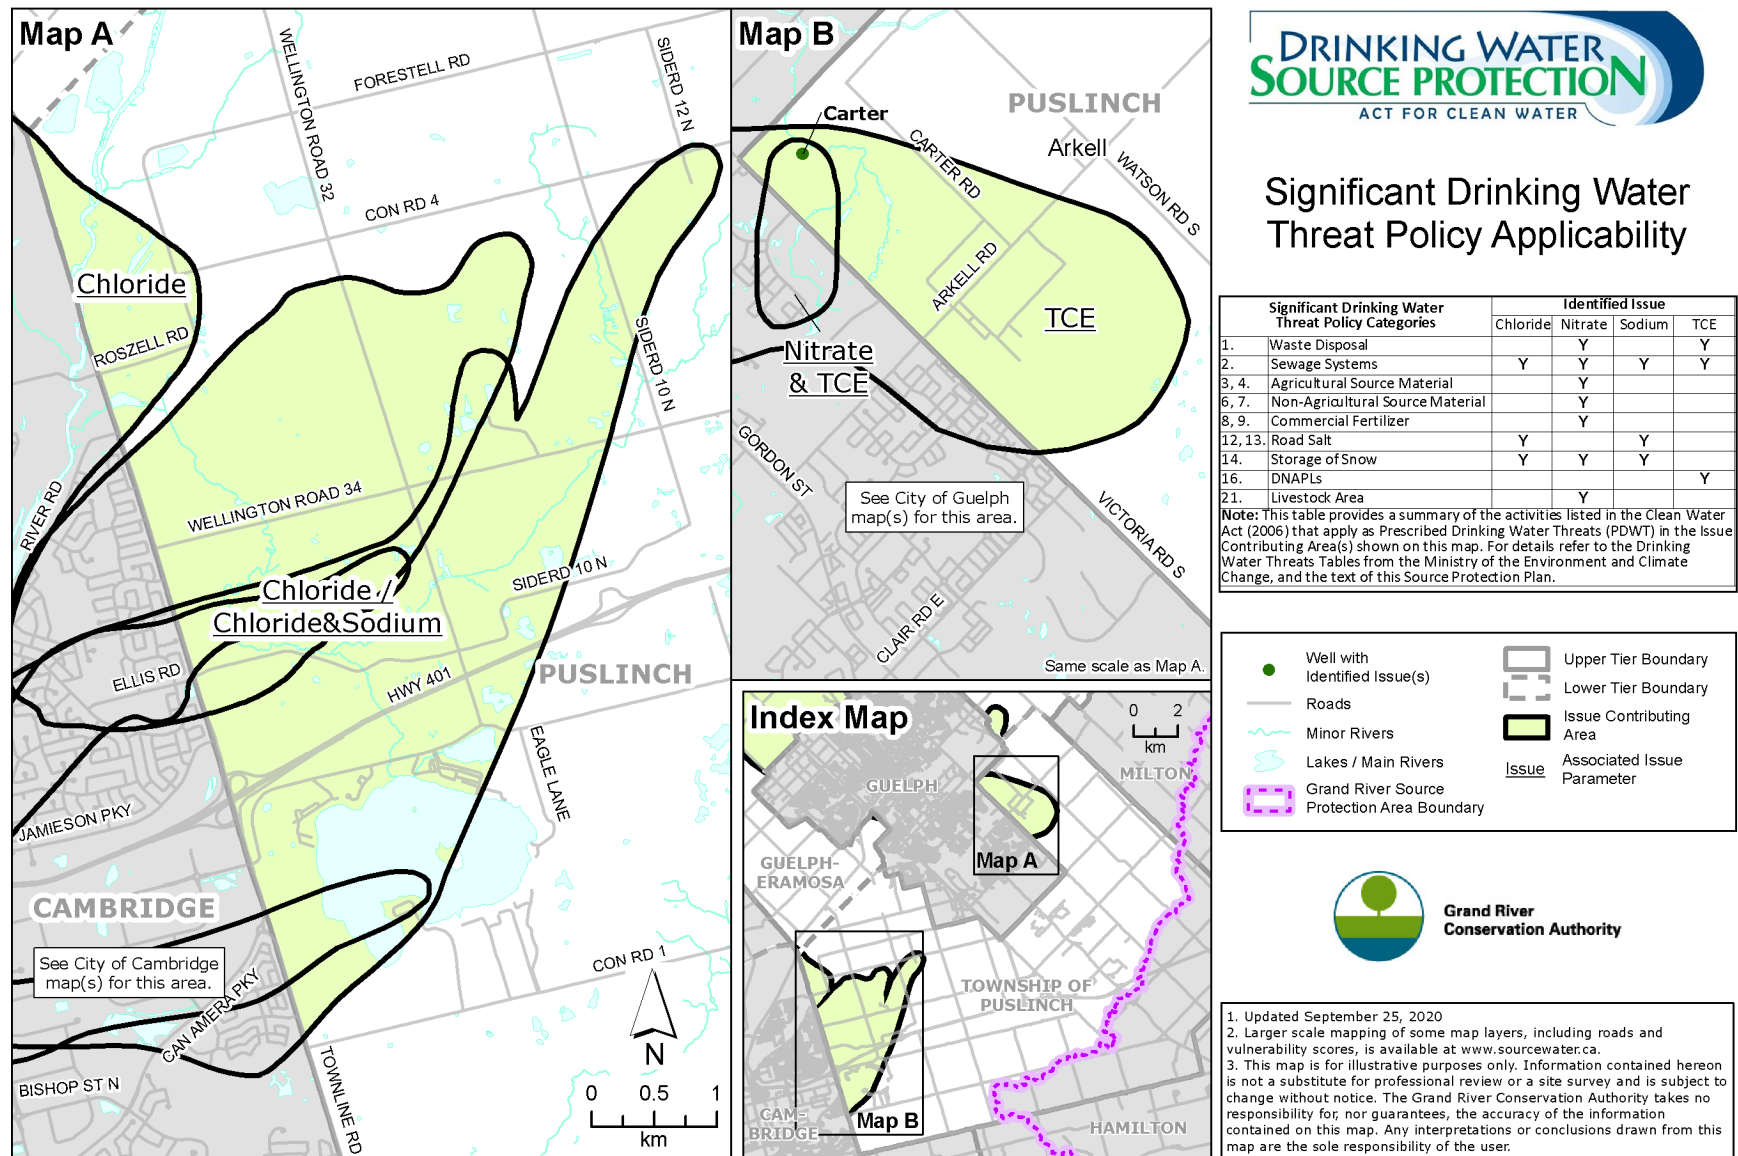 Map A
WELLINGTON ROAD 32
FORESTELL RD
SIDERD 12 N
CON RD 4
Chloride
ROSZELL RD
SIDERD 10 N
WELLINGTON ROAD 34
RIVER RD
SIDERD 10 N
Chloride /
Chloride&Sodium
ELLIS RD
HWY 401
PUSLINCH
EAGLE LANE
JAMIESON PKY
CAMBRIDGE
See City of Cambridge
map(s) for this area.
CAN AMERA PKY
CON RD 1
N
BISHOP ST N
TOWNLINE RD
0 0.5 1
km
Map B
Carter
PUSLINCH
Arkell
CARTER RD
WATSON RD S
ARKELL RD
TCE
Nitrate
& TCE
GORDON ST
See City of Guelph
map(s) for this area.
VICTORIA RD S
CLAIR RD E
Same scale as Map A.
Index Map
0 2
km
GUELPH
MILTON
Map A
GUELPH-
ERAMOSA
TOWNSHIP OF
PUSLINCH
CAM-
BRIDGE
Map B
HAMILTON
DRINKING WATER
SOURCE PROTECTION
ACT FOR CLEAN WATER
Significant Drinking Water
Threat Policy Applicability
Significant Drinking Water
Threat Policy Categories
Identified Issue
Chloride Nitrate Sodium TCE
1. Waste Disposal Y Y
2. Sewage Systems Y Y Y Y
3, 4. Agricultural Source Material Y
6, 7. Non-Agricultural Source Material Y
8, 9. Commercial Fertilizer Y
12, 13. Road Salt Y Y
14. Storage of Snow Y Y Y
16. DNAPLs Y
21. Livestock Area Y
Note: This table provides a summary of the activities listed in the Clean Water
Act (2006) that apply as Prescribed Drinking Water Threats (PDWT) in the Issue
Contributing Area(s) shown on this map. For details refer to the Drinking
Water Threats Tables from the Ministry of the Environment and Climate
Change, and the text of this Source Protection Plan.
Well with
Identified Issue(s)
Roads
Minor Rivers
Lakes / Main Rivers
Grand River Source
Protection Area Boundary
Upper Tier Boundary
Lower Tier Boundary
Issue Contributing
Area
Issue
Associated Issue
Parameter
Grand River
Conservation Authority
1. Updated September 25, 2020
2. Larger scale mapping of some map layers, including roads and
vulnerability scores, is available at www.sourcewater.ca.
3. This map is for illustrative purposes only. Information contained hereon
is not a substitute for professional review or a site survey and is subject to
change without notice. The Grand River Conservation Authority takes no
responsibility for, nor guarantees, the accuracy of the information
contained on this map. Any interpretations or conclusions drawn from this
map are the sole responsibility of the user.